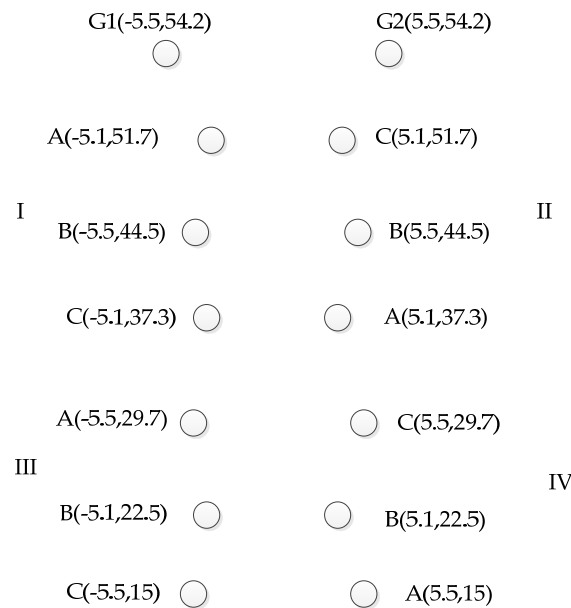 G1(-5.5,54.2) G2(5.5,54.2)
A(-5.1,51.7) C(5.1,51.7)
I II
B(-5.5,44.5) B(5.5,44.5)
C(-5.1,37.3) A(5.1,37.3)
A(-5.5,29.7) C(5.5,29.7)
III IV
B(-5.1,22.5) B(5.1,22.5)
C(-5.5,15) A(5.5,15)